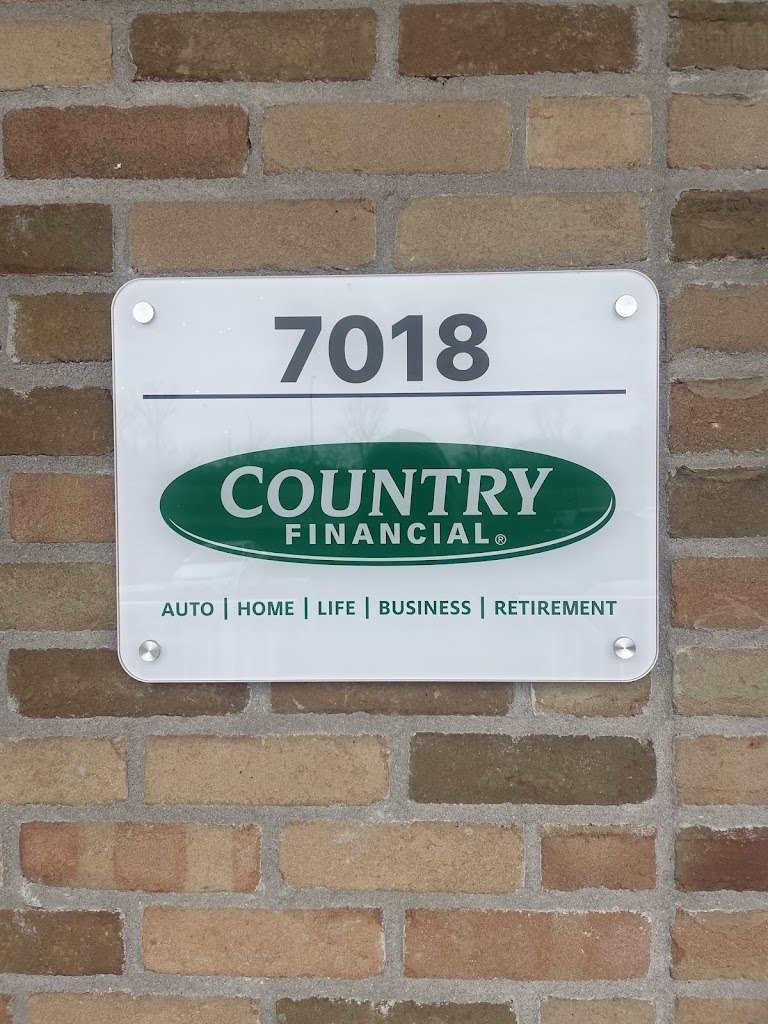 7018
COUNTRY
FINANCIAL®
AUTO | HOME | LIFE | BUSINESS | RETIREMENT